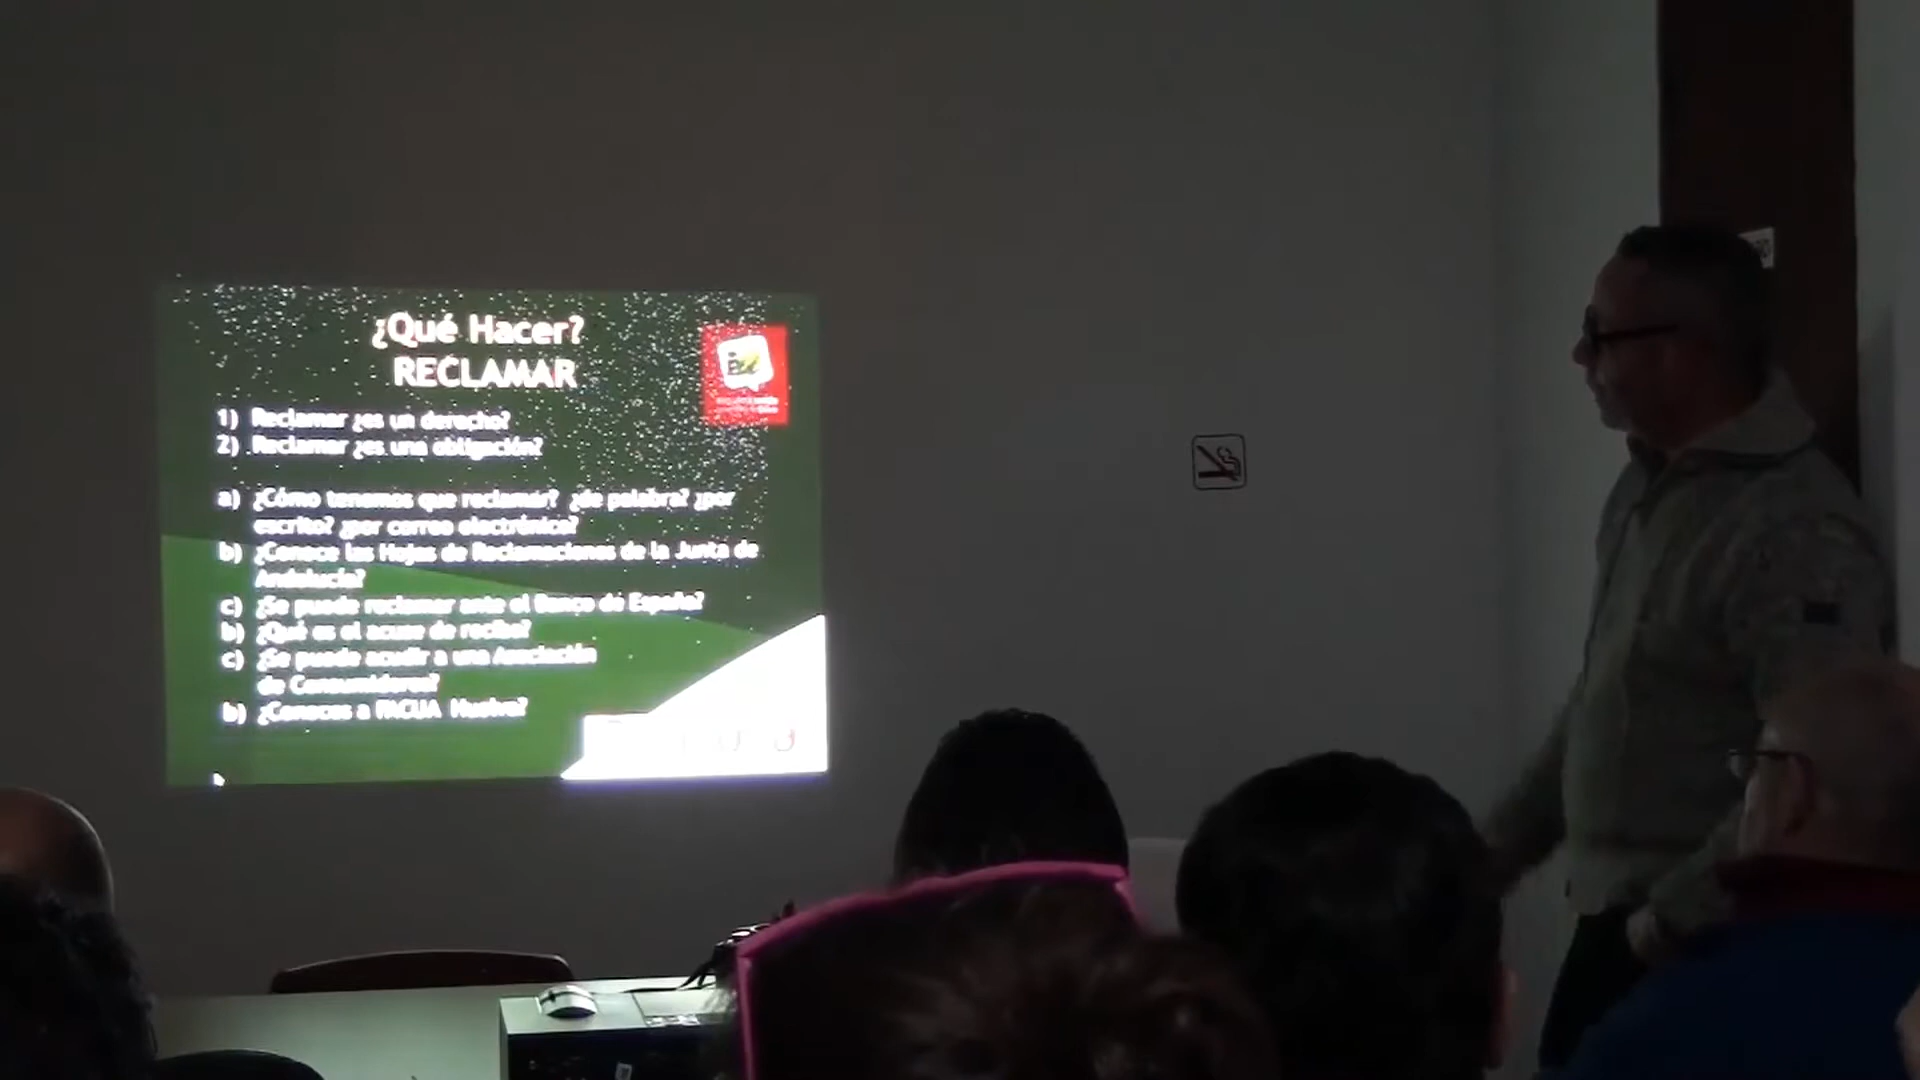 ¿Qué Hacer?
RECLAMAR
1) Reclamar ¿es un derecho?
2) Reclamar ¿es una obligación?
a) ¿Cómo tenemos que reclamar? ¿de palabra? ¿por
escrito? ¿por correo electrónico?
b) ¿Conoce las Hojas de Reclamaciones de la Junta de
Andalucía?
c) ¿Se puede reclamar ante el Banco de España?
b) ¿Qué es el acuse de recibo?
c) ¿Se puede acudir a una Asociación
de Consumidores?
b) ¿Conoces a FACUA Huelva?